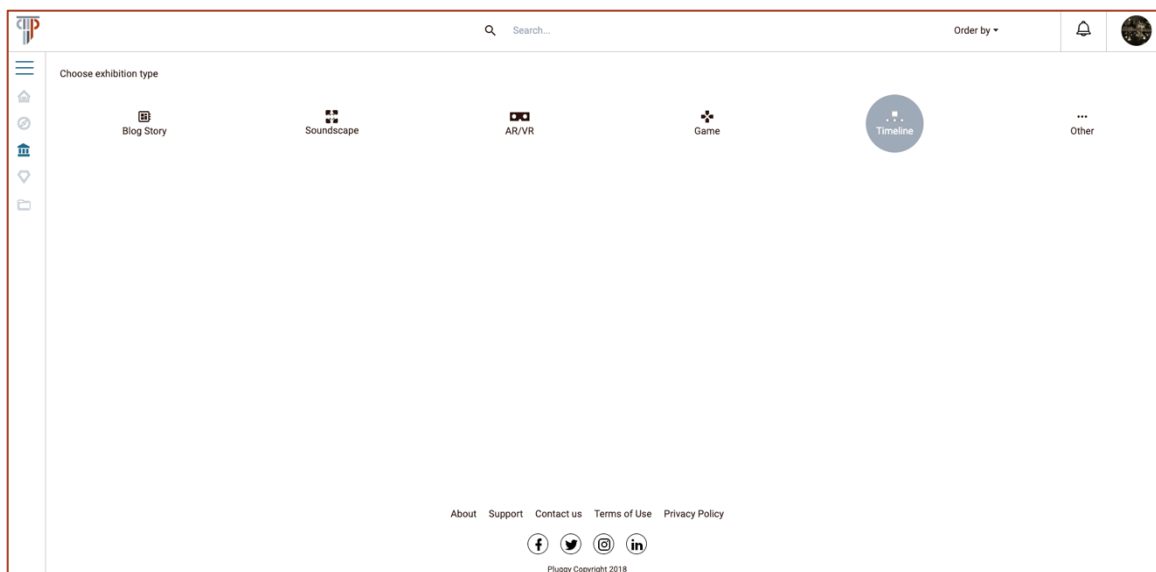 Search...
Order by
Choose exhibition type
Blog Story
Soundscape
AR/VR
Game
Timeline
Other
About Support Contact us Terms of Use Privacy Policy
Pluggy Copyright 2018